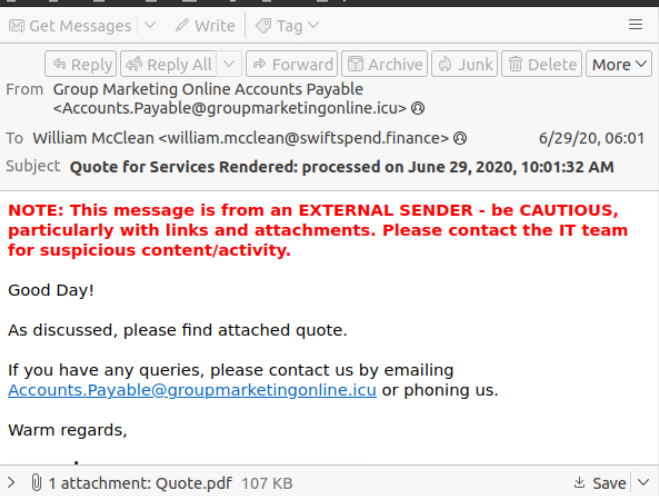 Get Messages Write Tag
Reply Reply All Forward Archive Junk Delete More
From Group Marketing Online Accounts Payable
<Accounts.Payable@groupmarketingonline.icu>
To William McClean <william.mcclean@swiftspend.finance> 6/29/20, 06:01
Subject Quote for Services Rendered: processed on June 29, 2020, 10:01:32 AM
NOTE: This message is from an EXTERNAL SENDER - be CAUTIOUS,
particularly with links and attachments. Please contact the IT team
for suspicious content/activity.
Good Day!
As discussed, please find attached quote.
If you have any queries, please contact us by emailing
Accounts.Payable@groupmarketingonline.icu or phoning us.
Warm regards,
1 attachment: Quote.pdf 107 KB Save